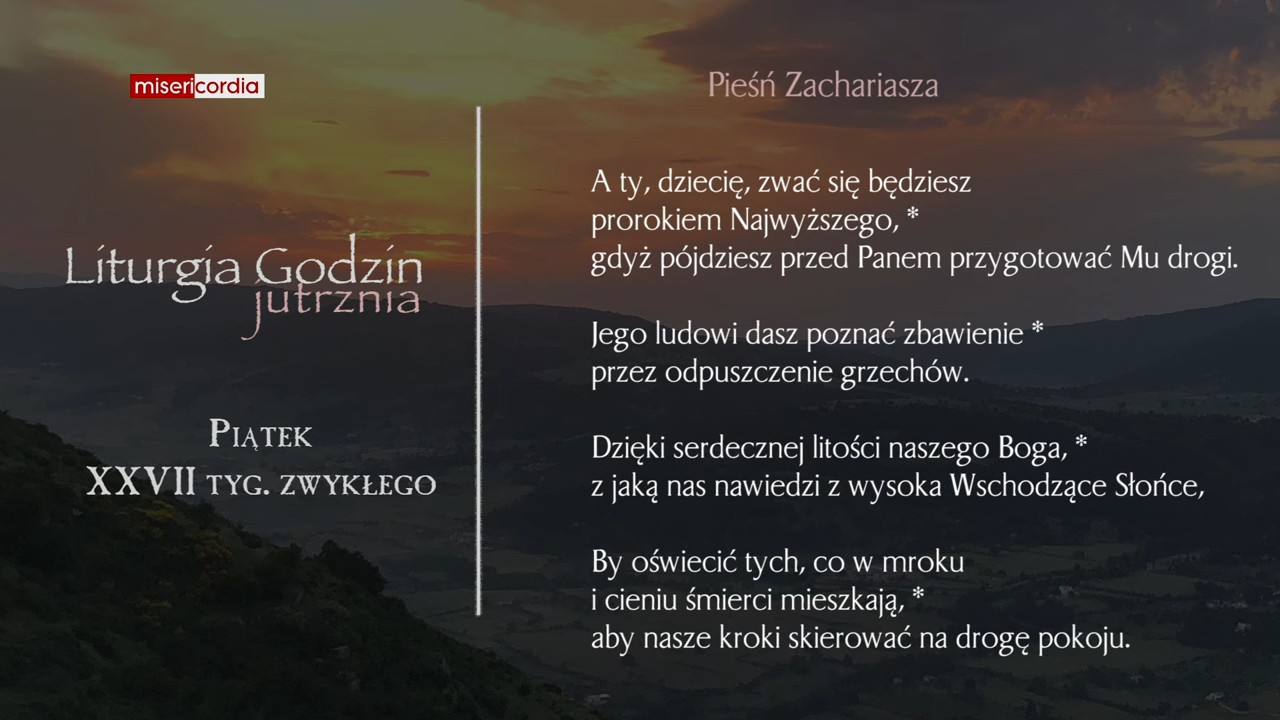 misericordia
Liturgia Godzin
jutrznia
Piątek
XXVII tyg. zwykłego
Pieśń Zachariasza
A ty, dziecię, zwać się będziesz
prorokiem Najwyższego, *
gdyż pójdziesz przed Panem przygotować Mu drogi.
Jego ludowi dasz poznać zbawienie *
przez odpuszczenie grzechów.
Dzięki serdecznej litości naszego Boga, *
z jaką nas nawiedzi z wysoka Wschodzące Słońce,
By oświecić tych, co w mroku
i cieniu śmierci mieszkają, *
aby nasze kroki skierować na drogę pokoju.